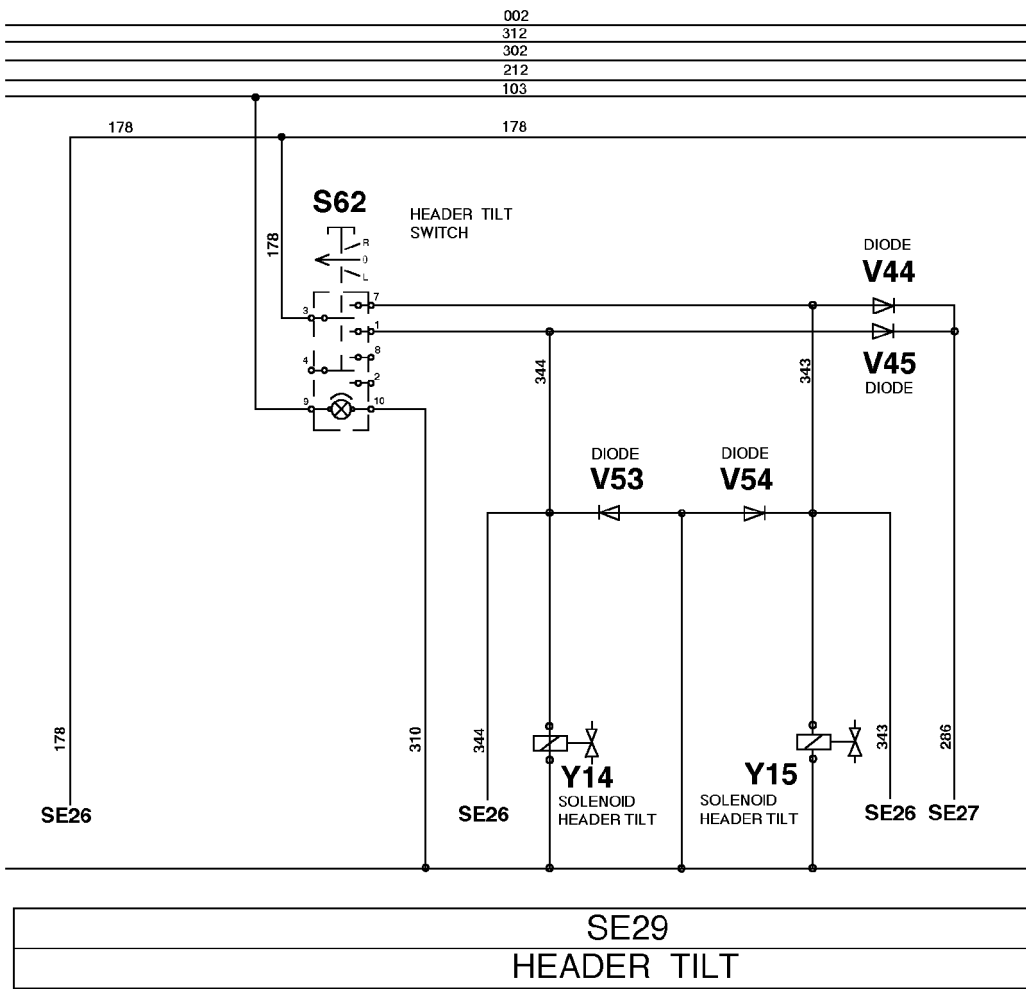 002
312
302
212
103
178
178
S62
HEADER TILT
SWITCH
178
R
0
L
DIODE
V44
7
3
1
8
4
2
9
10
344
343
V45
DIODE
DIODE
V53
DIODE
V54
178
310
344
343
286
Y14
SOLENOID
HEADER TILT
Y15
SOLENOID
HEADER TILT
SE26
SE26
SE26
SE27
SE29
HEADER TILT